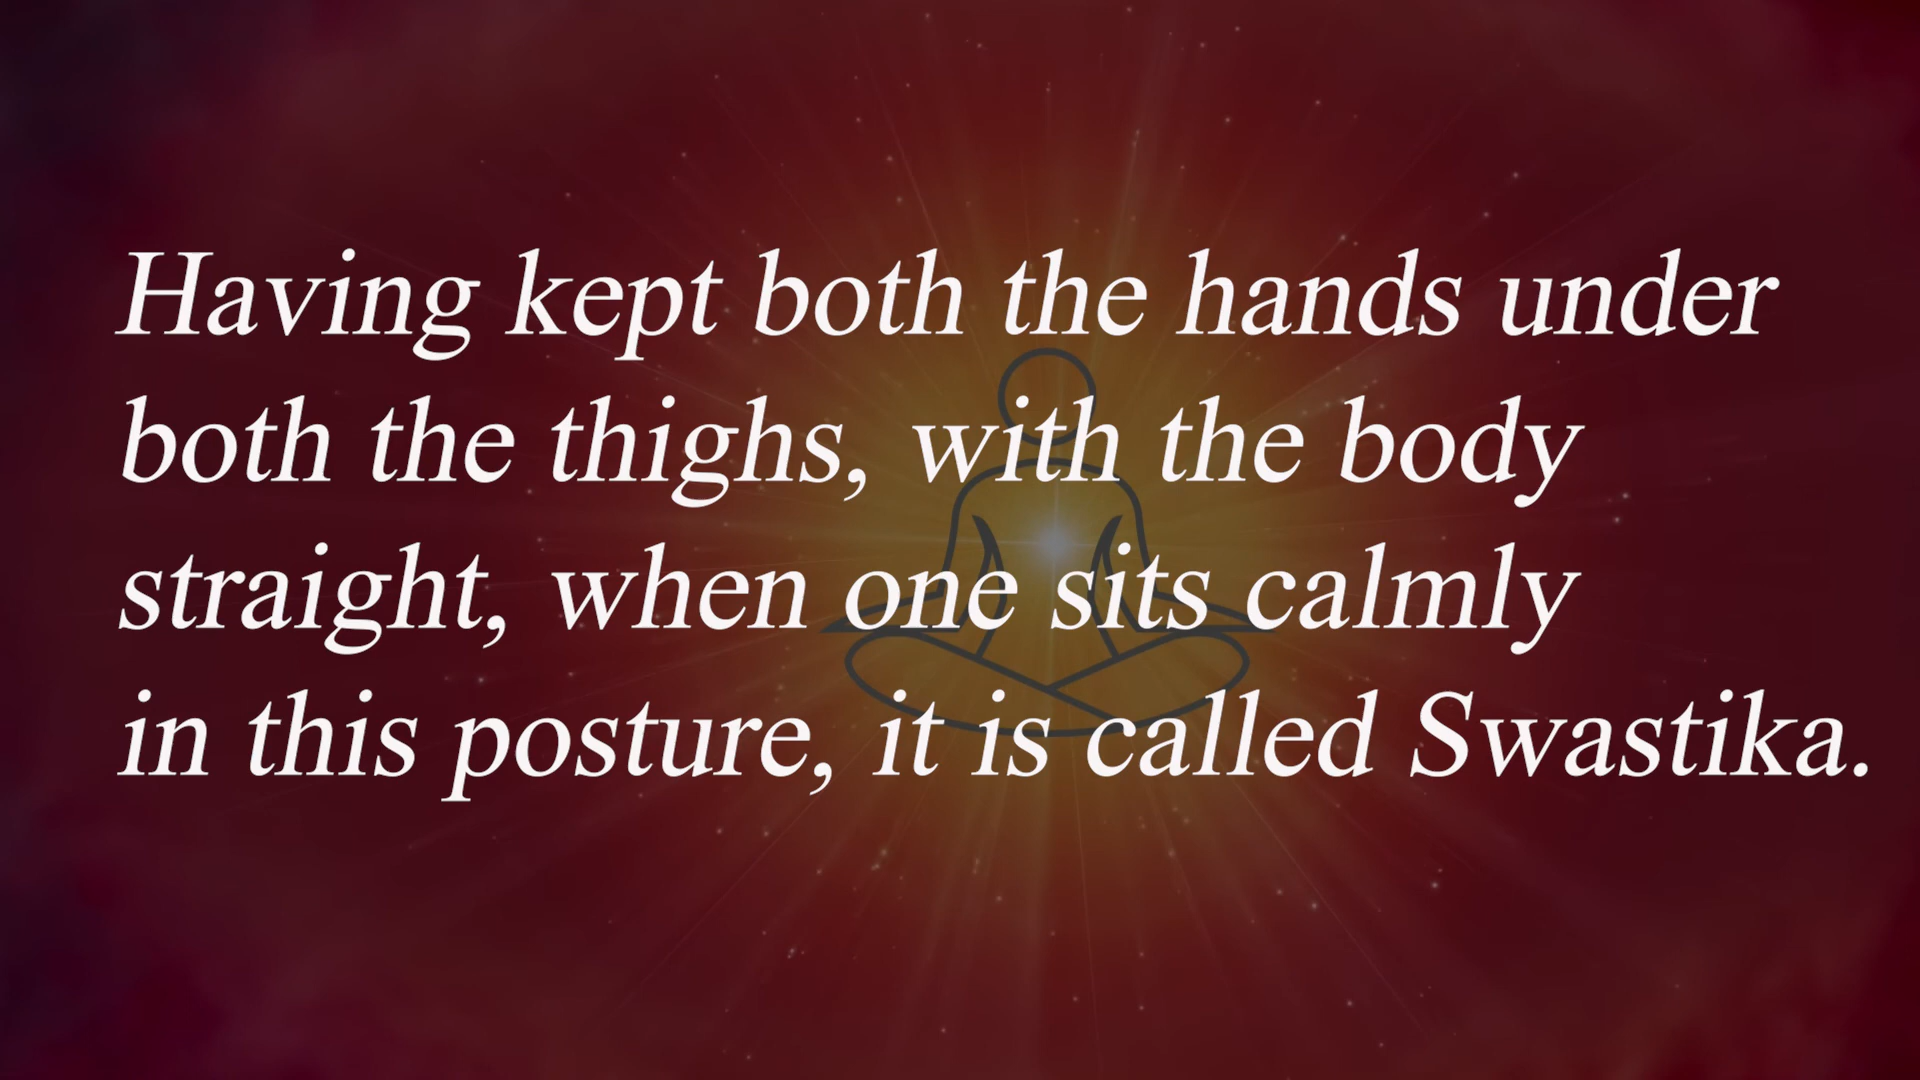 Having kept both the hands under
both the thighs, with the body
straight, when one sits calmly
in this posture, it is called Swastika.